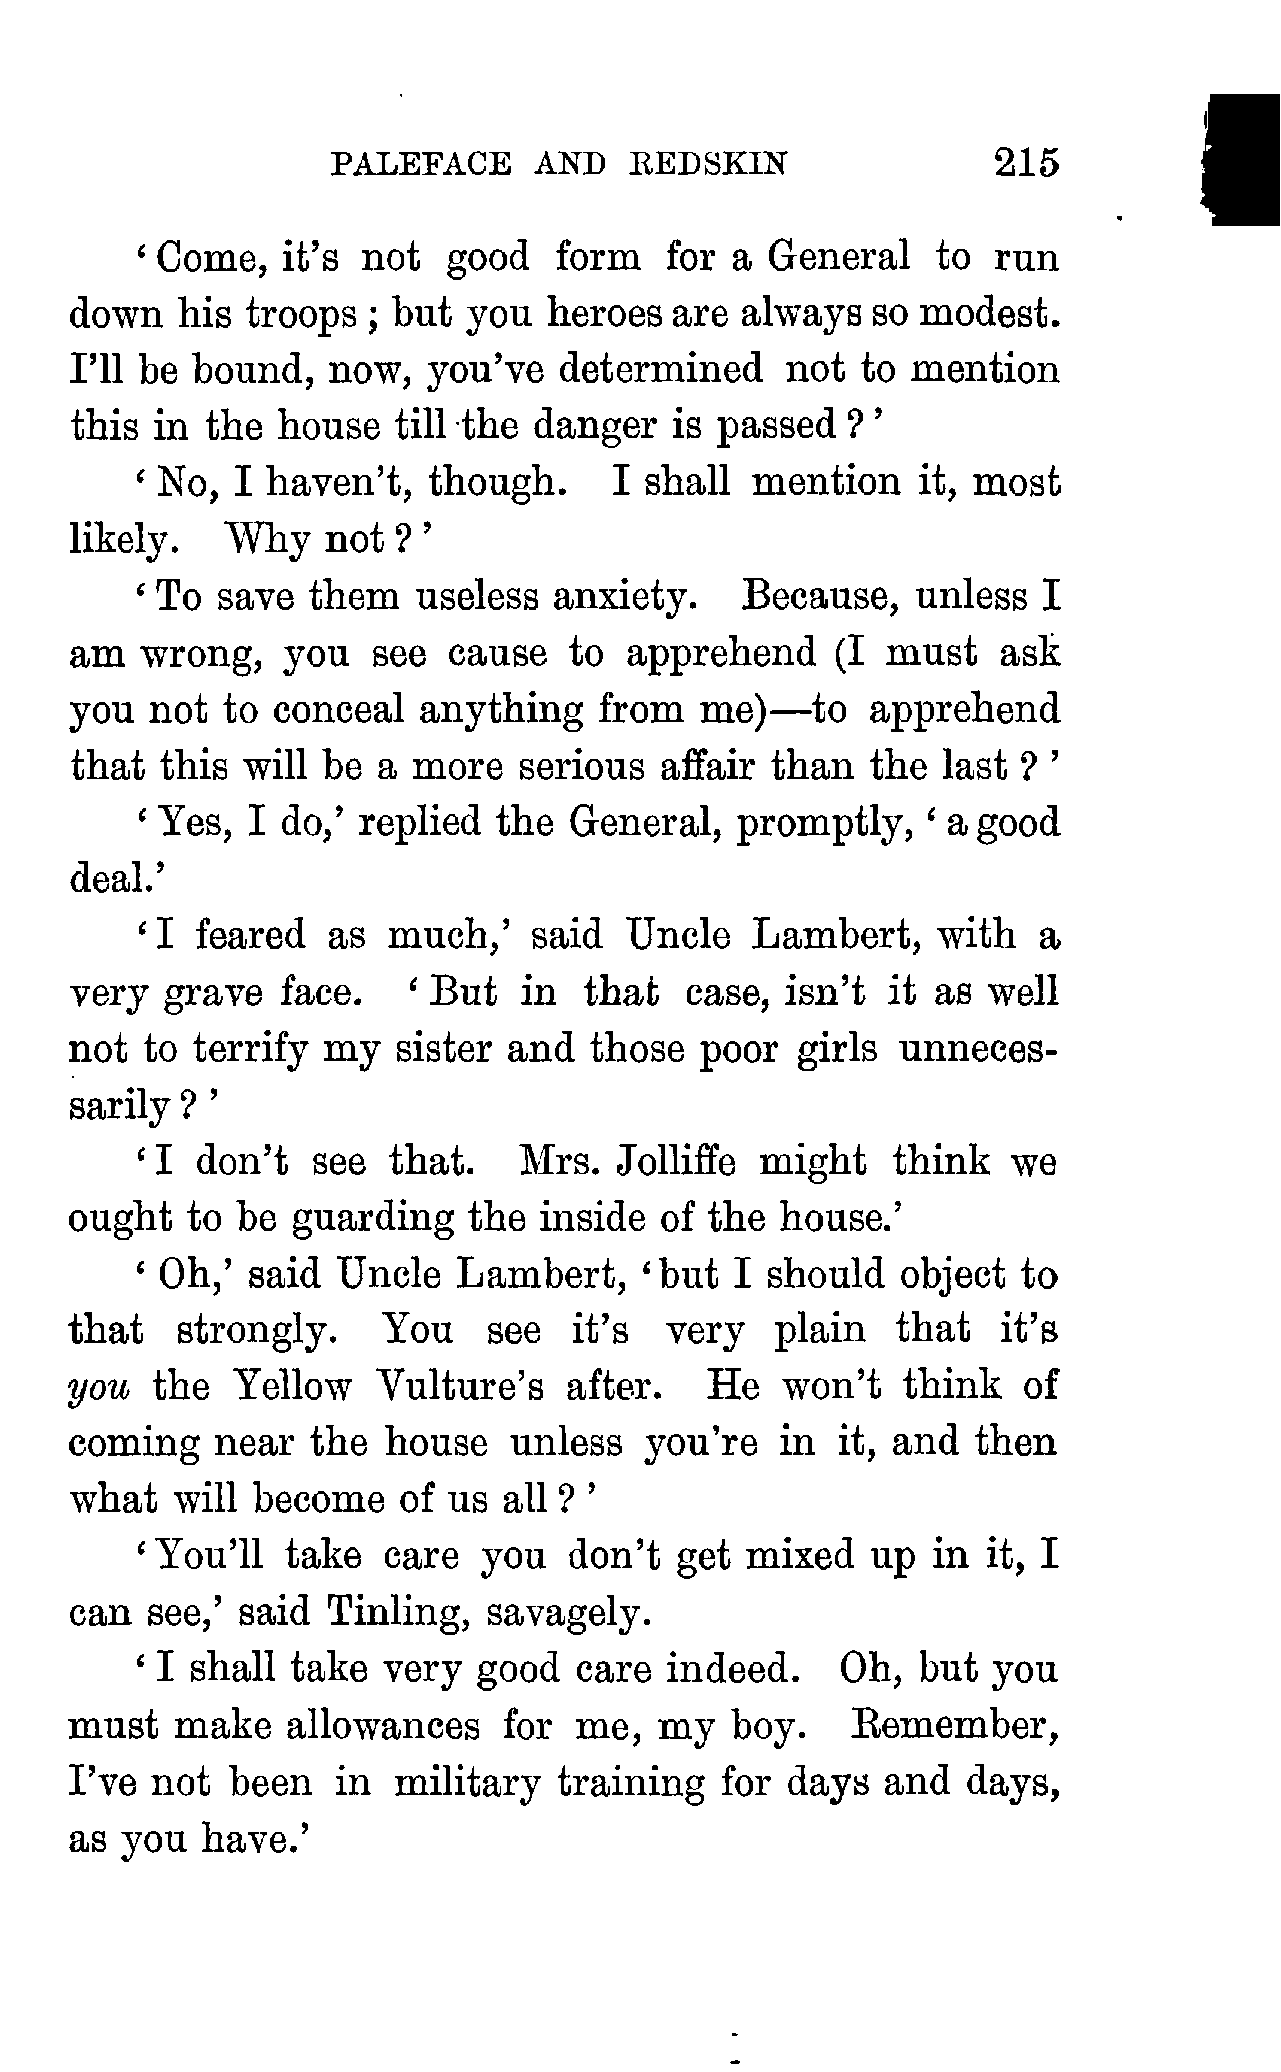 PALEFACE AND REDSKIN 215
‘Come, it’s not good form for a General to run
down his troops; but you heroes are always so modest.
I’ll be bound, now, you’ve determined not to mention
this in the house till the danger is passed?’
‘No, I haven’t, though. I shall mention it, most
likely. Why not?’
‘To save them useless anxiety. Because, unless I
am wrong, you see cause to apprehend (I must ask
you not to conceal anything from me)—to apprehend
that this will be a more serious affair than the last?’
‘Yes, I do,’ replied the General, promptly, ‘a good
deal.’
‘I feared as much,’ said Uncle Lambert, with a
very grave face. ‘But in that case, isn’t it as well
not to terrify my sister and those poor girls unneces-
sarily?’
‘I don’t see that. Mrs. Jolliffe might think we
ought to be guarding the inside of the house.’
‘Oh,’ said Uncle Lambert, ‘but I should object to
that strongly. You see it’s very plain that it’s
you the Yellow Vulture’s after. He won’t think of
coming near the house unless you’re in it, and then
what will become of us all?’
‘You’ll take care you don’t get mixed up in it, I
can see,’ said Tinling, savagely.
‘I shall take very good care indeed. Oh, but you
must make allowances for me, my boy. Remember,
I’ve not been in military training for days and days,
as you have.’